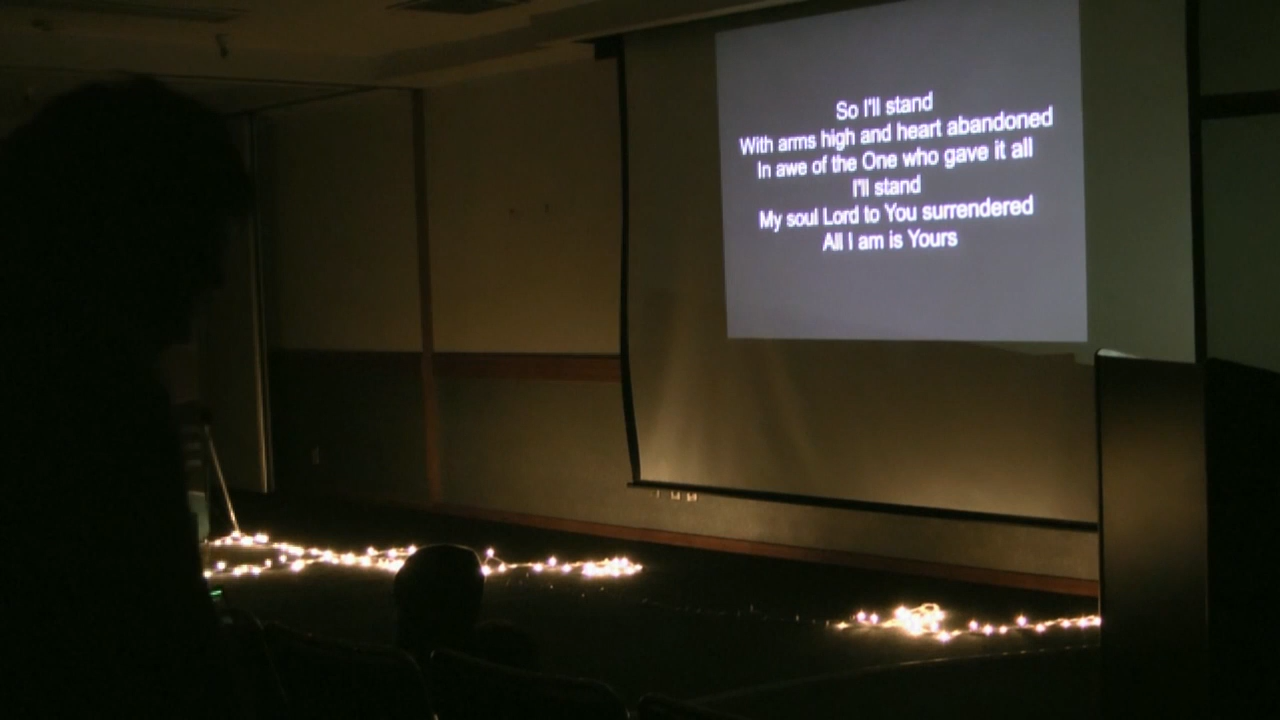 So I'll stand
With arms high and heart abandoned
In awe of the One who gave it all
I'll stand
My soul Lord to You surrendered
All I am is Yours